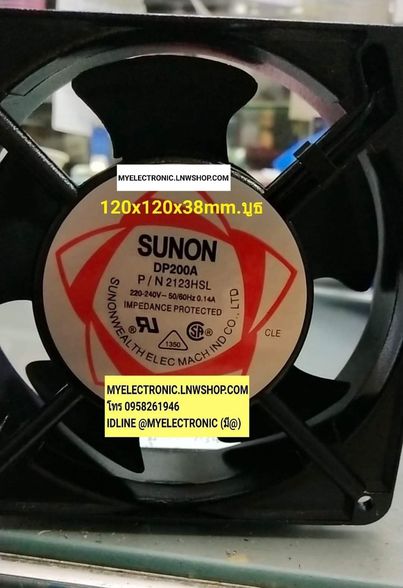 MYELECTRONIC.LNWSHOP.COM
120x120x38mm.บูธ
SUNON
DP200A
P/N 2123HSL
220-240V~ 50/60Hz 0.14A
IMPEDANCE PROTECTED
1350
SUNONWEALTH ELEC MACH IND CO., LTD
CLE
MYELECTRONIC.LNWSHOP.COM
โทร 0958261946
IDLINE @MYELECTRONIC (มี@)